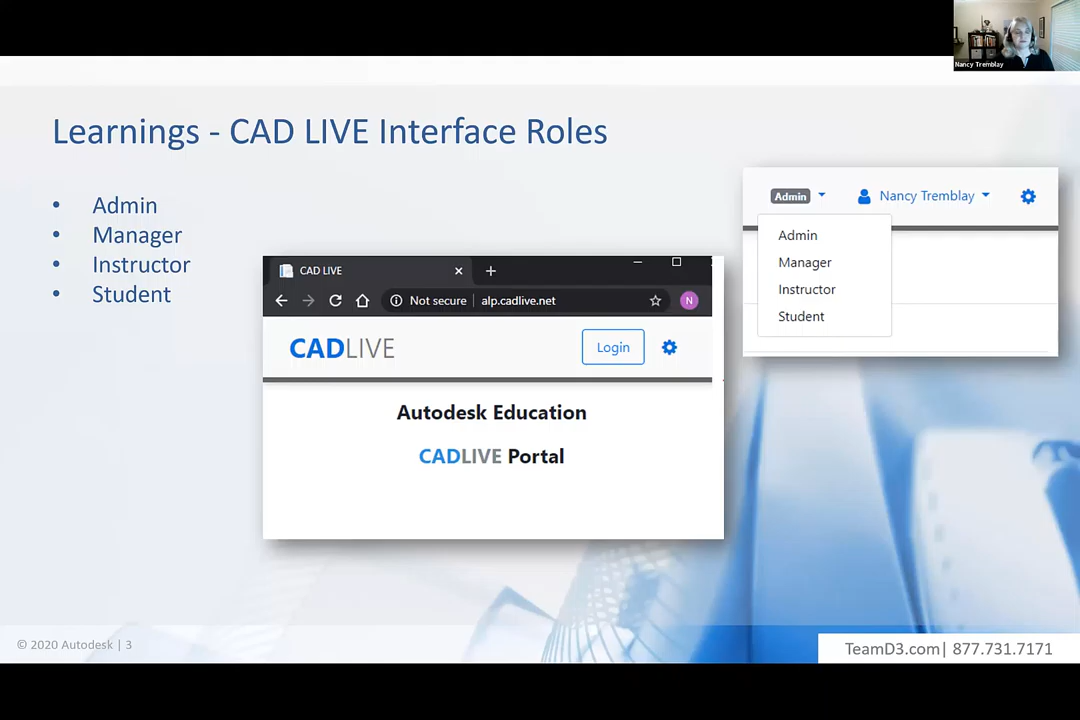 Nancy Tremblay
Learnings - CAD LIVE Interface Roles
• Admin
• Manager
• Instructor
• Student
Admin Nancy Tremblay
Admin
Manager
Instructor
Student
CAD LIVE
Not secure | alp.cadlive.net N
CADLIVE Login
Autodesk Education
CADLIVE Portal
© 2020 Autodesk | 3
TeamD3.com| 877.731.7171